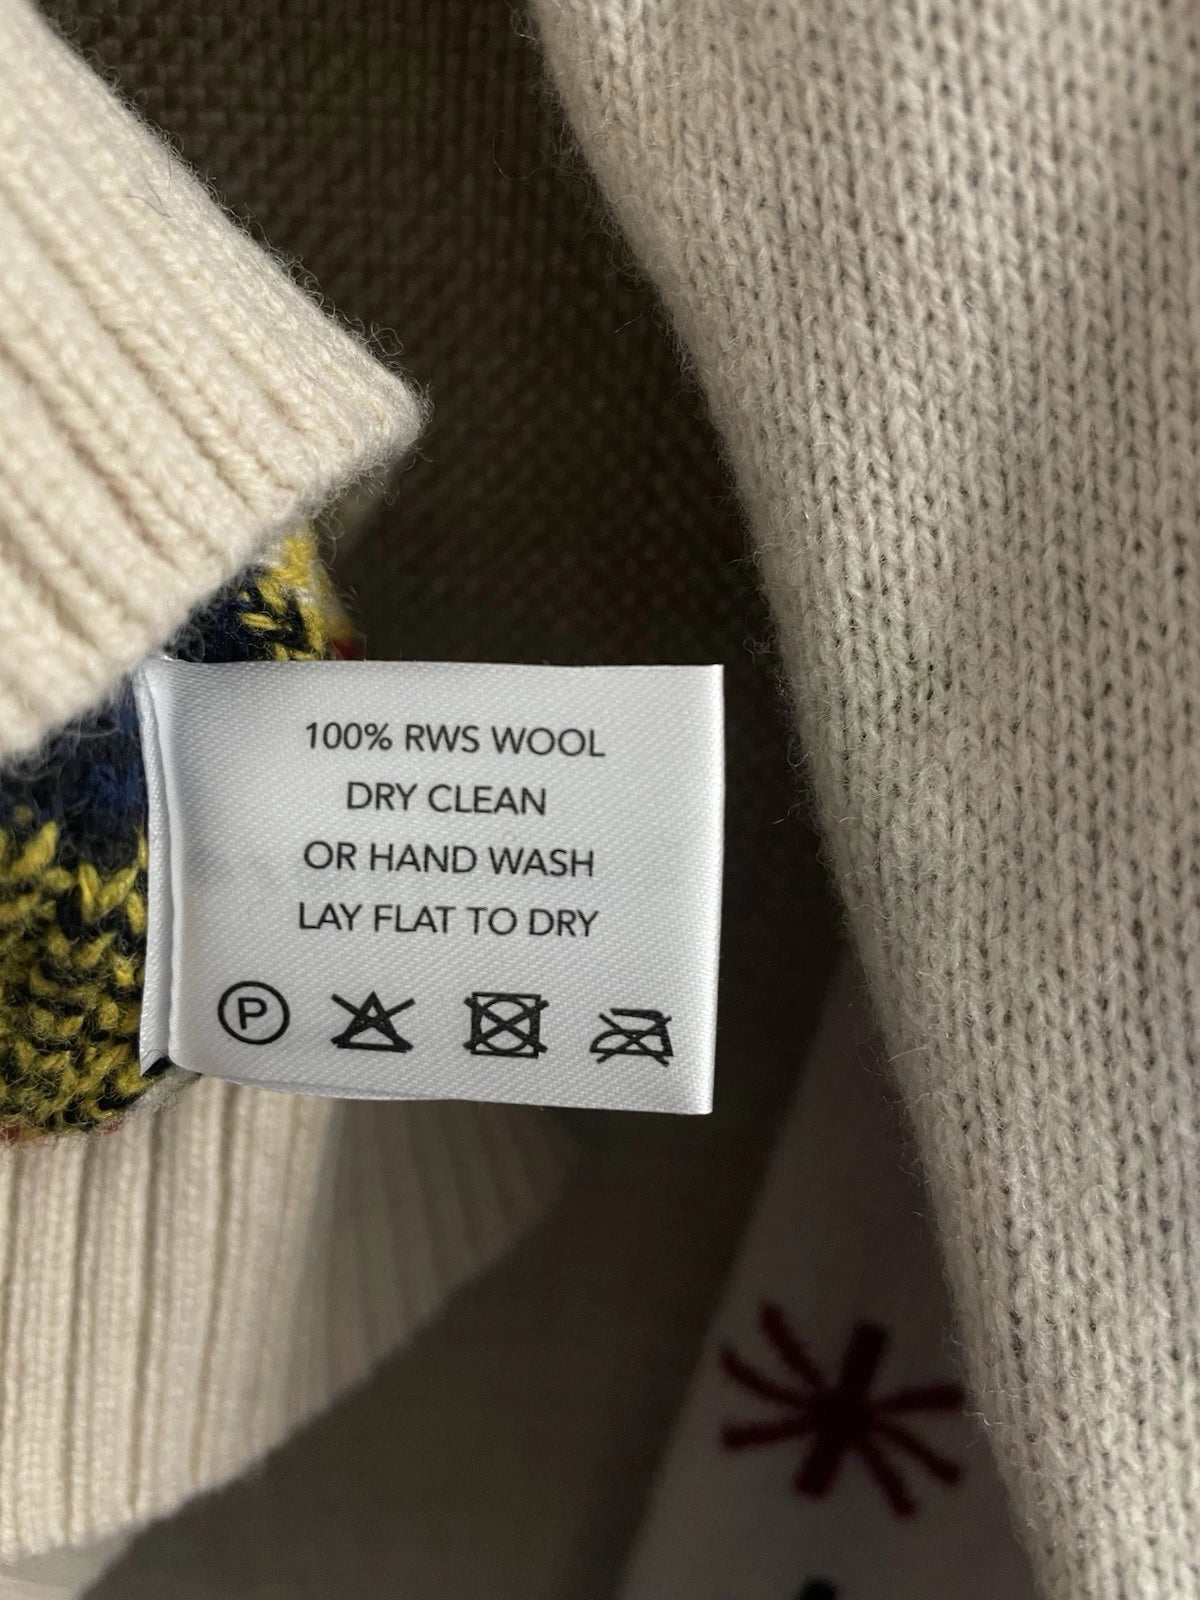 100% RWS WOOL
DRY CLEAN
OR HAND WASH
LAY FLAT TO DRY
P